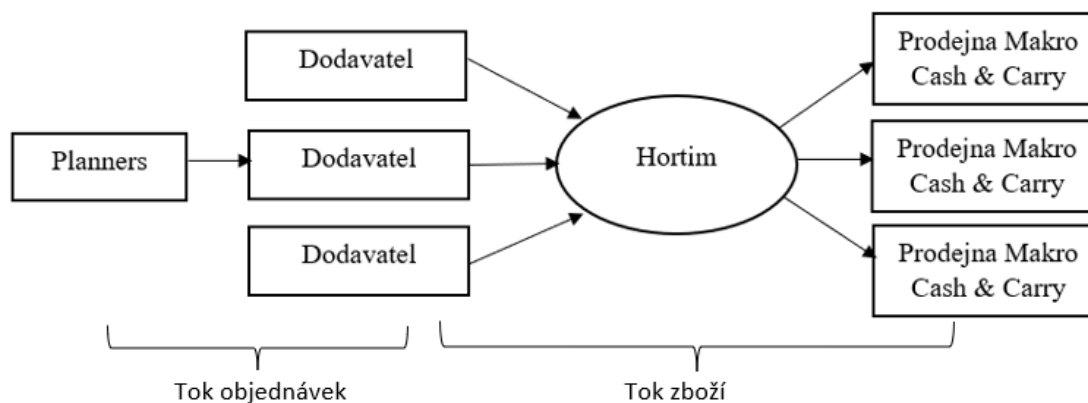 Planners
Dodavatel
Dodavatel
Dodavatel
Hortim
Prodejna Makro
Cash & Carry
Prodejna Makro
Cash & Carry
Prodejna Makro
Cash & Carry
Tok objednávek
Tok zboží